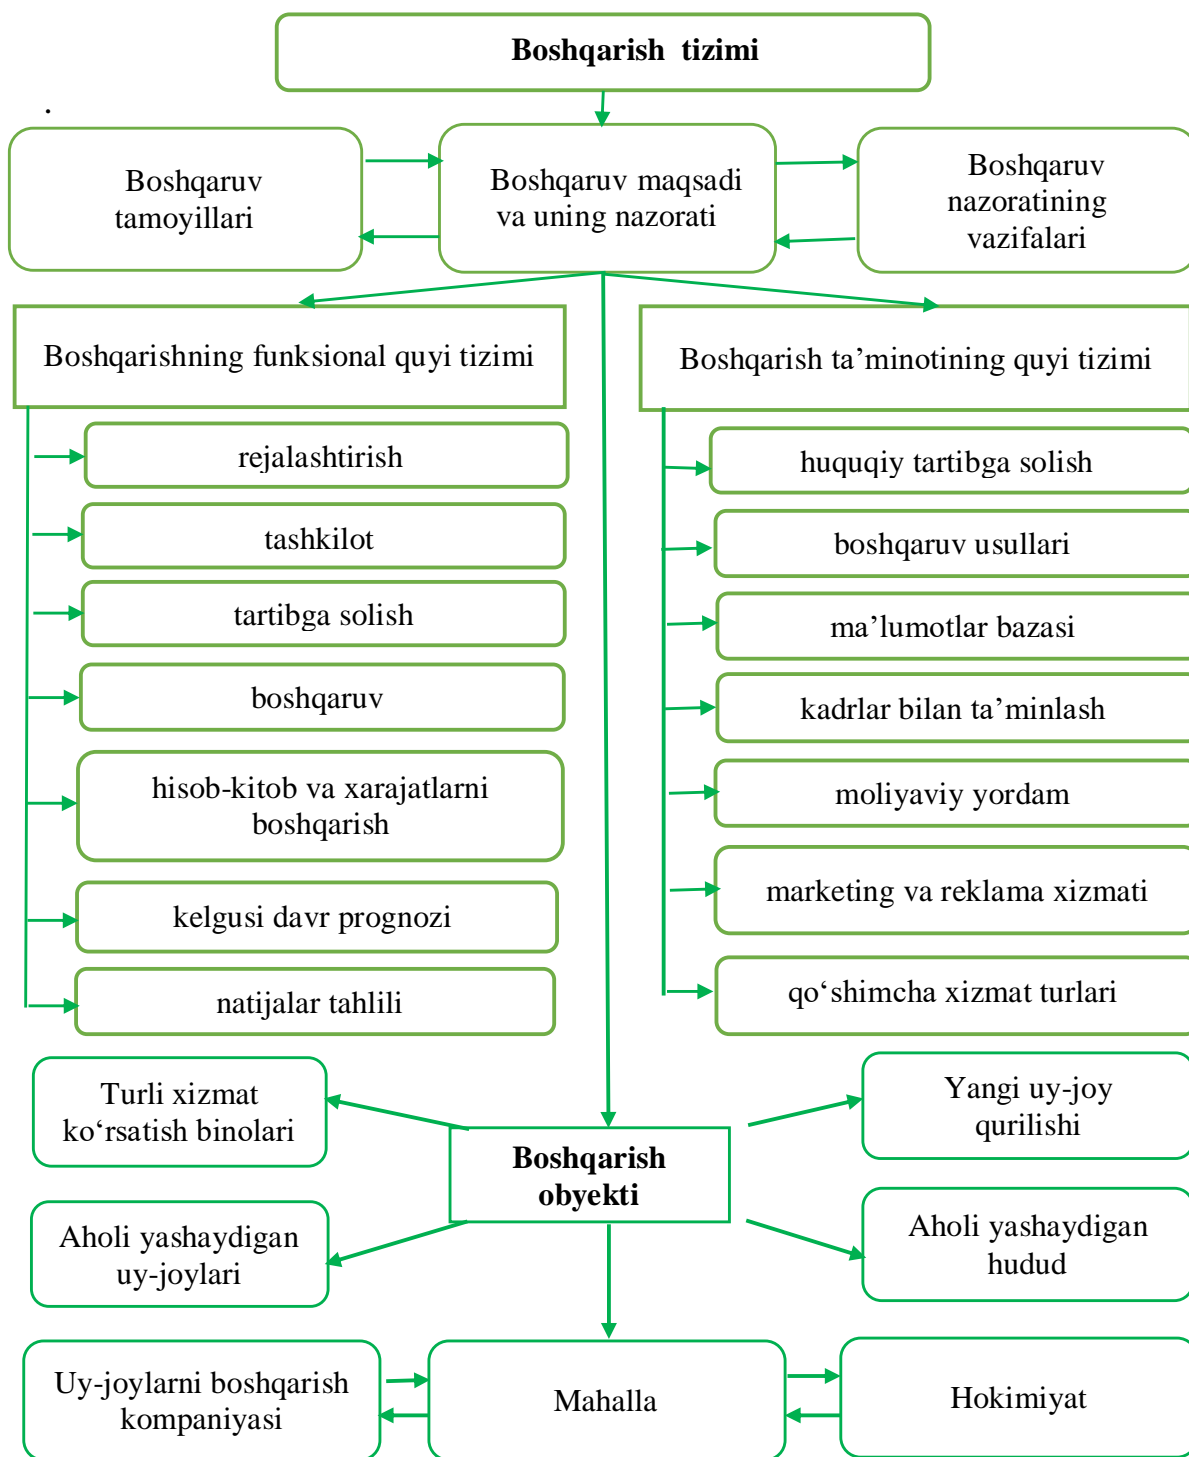 Boshqarish tizimi
.
Boshqaruv
tamoyillari
Boshqaruv maqsadi
va uning nazorati
Boshqaruv
nazoratining
vazifalari
Boshqarishning funksional quyi tizimi
rejalashtirish
tashkilot
tartibga solish
boshqaruv
hisob-kitob va xarajatlarni
boshqarish
kelgusi davr prognozi
natijalar tahlili
Boshqarish ta’minotining quyi tizimi
huquqiy tartibga solish
boshqaruv usullari
ma’lumotlar bazasi
kadrlar bilan ta’minlash
moliyaviy yordam
marketing va reklama xizmati
qo‘shimcha xizmat turlari
Turli xizmat
ko‘rsatish binolari
Yangi uy-joy
qurilishi
Boshqarish
obyekti
Aholi yashaydigan
uy-joylari
Aholi yashaydigan
hudud
Uy-joylarni boshqarish
kompaniyasi
Mahalla
Hokimiyat